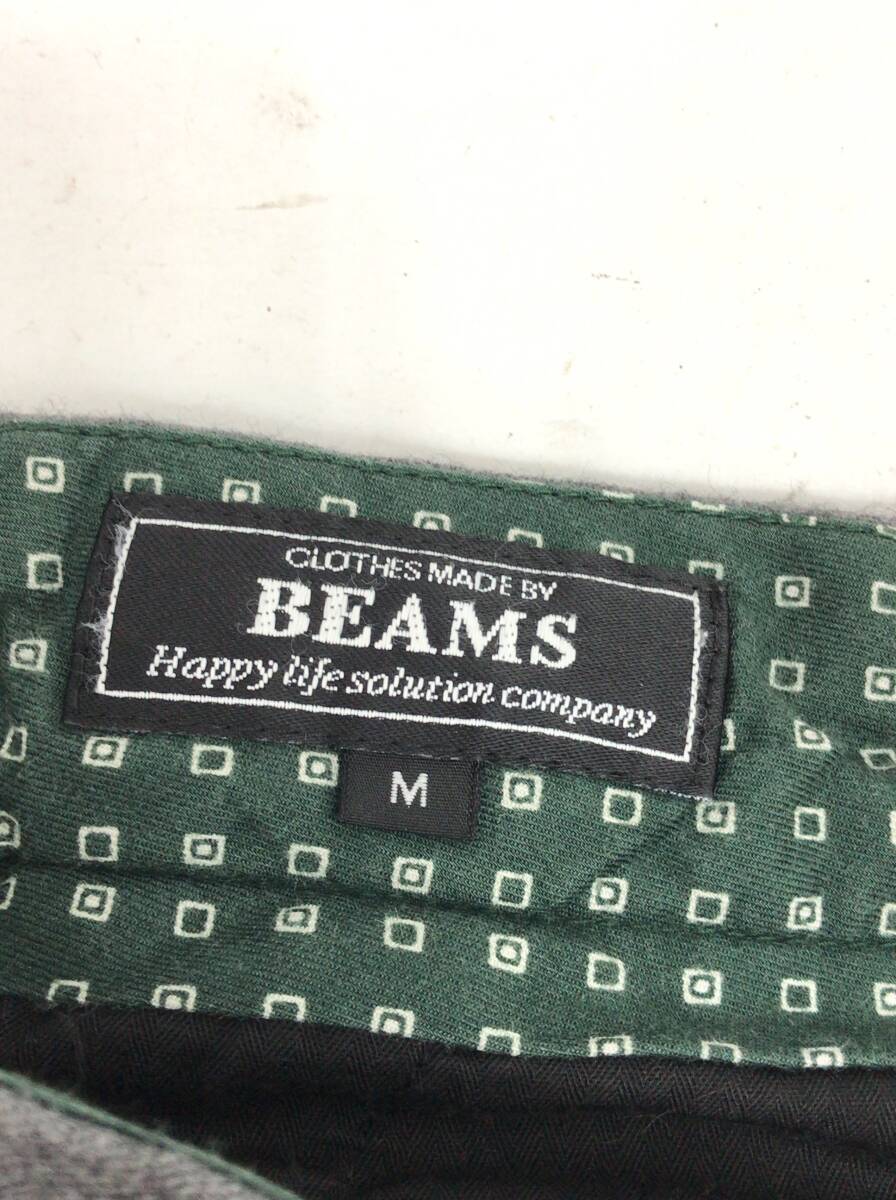 CLOTHES MADE BY
BEAMS
Happy life solution company
M